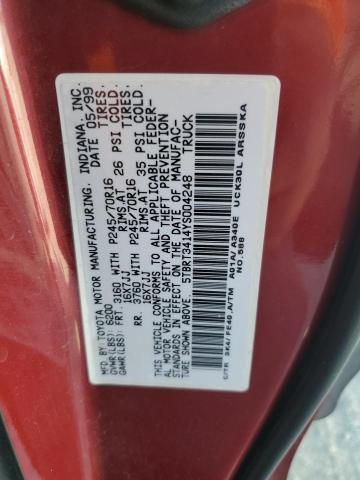 MFD BY: TOYOTA MOTOR MANUFACTURING, INDIANA, INC.
GVWR(LBS): 6200 DATE 05/99
GAWR(LBS): FRT. 3160 WITH P245/70R16 TIRES,
16X7JJ RIMS,AT 26 PSI COLD.
RR. 3760 WITH P245/70R16 TIRES,
16X7JJ RIMS,AT 35 PSI COLD.
THIS VEHICLE CONFORMS TO ALL APPLICABLE FEDER-
AL MOTOR VEHICLE SAFETY AND THEFT PREVENTION
STANDARDS IN EFFECT ON THE DATE OF MANUFAC-
TURE SHOWN ABOVE. 5TBRT3414YS004248 TRUCK
C/TR 3K4/ FE40 ,A/TM A01A/ A340E UCK30L ARSSKA
NO.588